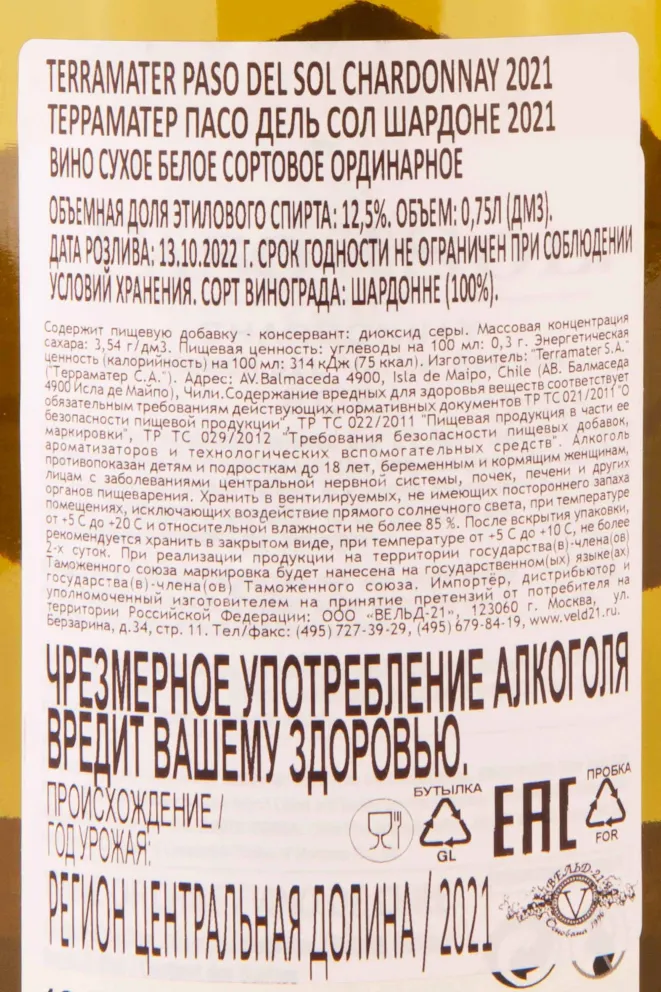 TERRAMATER PASO DEL SOL CHARDONNAY 2021
ТЕРРАМАТЕР ПАСО ДЕЛЬ СОЛ ШАРДОНЕ 2021
ВИНО СУХОЕ БЕЛОЕ СОРТОВОЕ ОРДИНАРНОЕ
ОБЪЕМНАЯ ДОЛЯ ЭТИЛОВОГО СПИРТА: 12,5%. ОБЪЕМ: 0,75Л (ДМ3).
ДАТА РОЗЛИВА: 13.10.2022 Г. СРОК ГОДНОСТИ НЕ ОГРАНИЧЕН ПРИ СОБЛЮДЕНИИ
УСЛОВИЙ ХРАНЕНИЯ. СОРТ ВИНОГРАДА: ШАРДОННЕ (100%).
Содержит пищевую добавку - консервант: диоксид серы. Массовая концентрация
сахара: 3,54 г/дм3. Пищевая ценность: углеводы на 100 мл: 0,3 г. Энергетическая
ценность (калорийность) на 100 мл: 314 кДж (75 ккал). Изготовитель: "Terramater S.A."
("Терраматер С.А."). Адрес: AV.Balmaceda 4900, Isla de Maipo, Chile (АВ. Балмаседа
4900 Исла де Майпо), Чили.Содержание вредных для здоровья веществ соответствует
обязательным требованиям действующих нормативных документов ТР ТС 021/2011 "О
безопасности пищевой продукции", ТР ТС 022/2011 "Пищевая продукция в части ее
маркировки", ТР ТС 029/2012 "Требования безопасности пищевых добавок,
ароматизаторов и технологических вспомогательных средств". Алкоголь
противопоказан детям и подросткам до 18 лет, беременным и кормящим женщинам,
лицам с заболеваниями центральной нервной системы, почек, печени и других
органов пищеварения. Хранить в вентилируемых, не имеющих постороннего запаха
помещениях, исключающих воздействие прямого солнечного света, при температуре
от +5 С до +20 С и относительной влажности не более 85 %. После вскрытия упаковки,
рекомендуется хранить в закрытом виде, при температуре от +5 С до +10 С, не более
2-х суток. При реализации продукции на территории государства(в)-члена(ов)
Таможенного союза маркировка будет нанесена на государственном(ых) языке(ах)
государства(в)-члена(ов) Таможенного союза. Импортёр, дистрибьютор и
уполномоченный изготовителем на принятие претензий от потребителя на
территории Российской Федерации: ООО «ВЕЛЬД-21», 123060 г. Москва, ул.
Берзарина, д.34, стр. 11. Тел/факс: (495) 727-39-29, (495) 679-84-19, www.veld21.ru.
ЧРЕЗМЕРНОЕ УПОТРЕБЛЕНИЕ АЛКОГОЛЯ
ВРЕДИТ ВАШЕМУ ЗДОРОВЬЮ.
ПРОИСХОЖДЕНИЕ /
ГОД УРОЖАЯ:
БУТЫЛКА
GL
EAC
ПРОБКА
FOR
РЕГИОН ЦЕНТРАЛЬНАЯ ДОЛИНА / 2021
ВЕЛЬД-21
V
Основана 1996